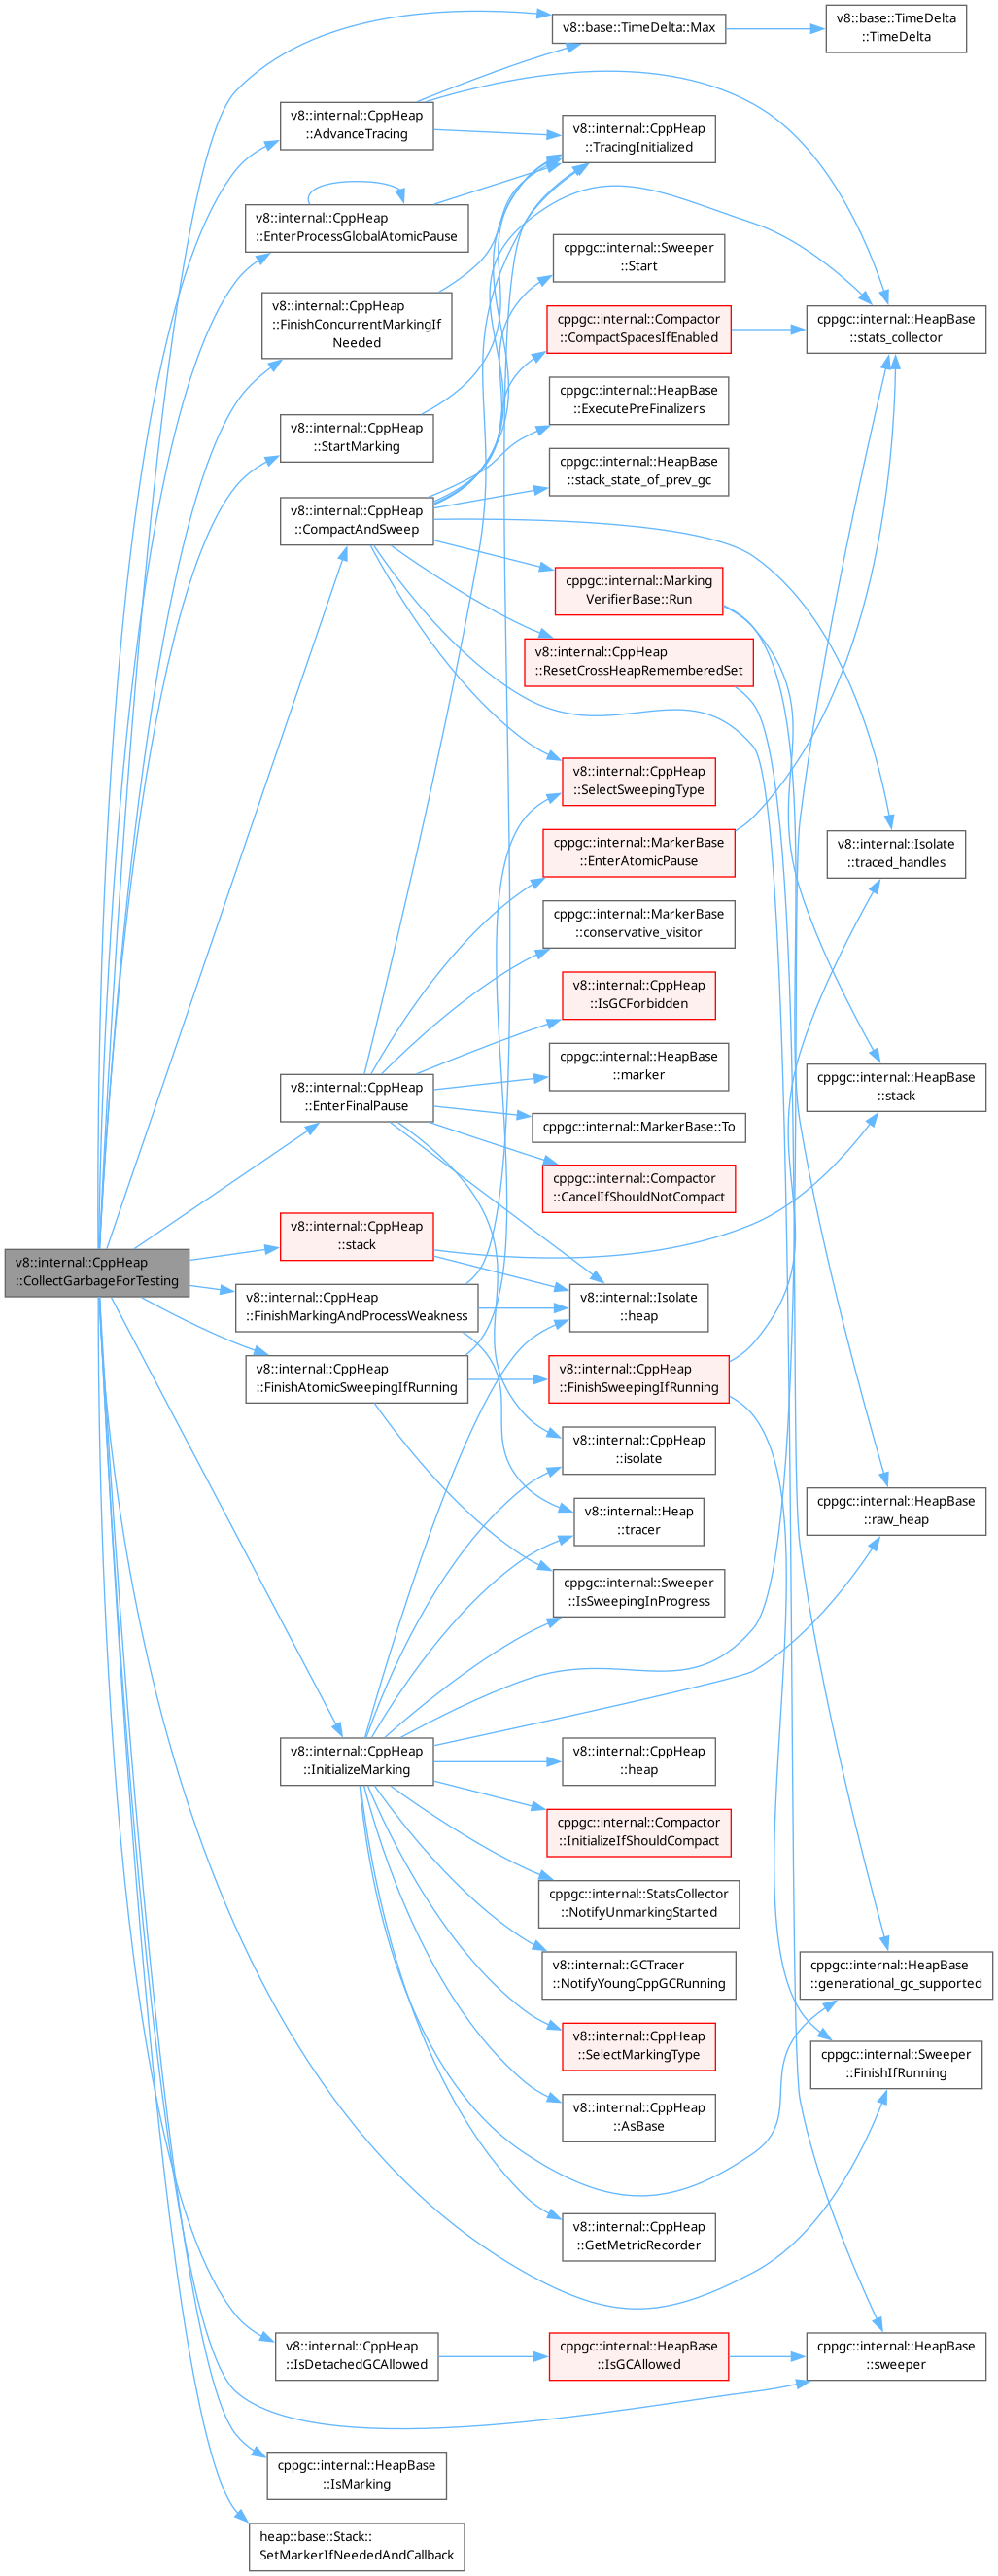 v8::internal::CppHeap
::CollectGarbageForTesting
v8::base::TimeDelta::Max
v8::base::TimeDelta
::TimeDelta
v8::internal::CppHeap
::AdvanceTracing
v8::internal::CppHeap
::TracingInitialized
v8::internal::CppHeap
::EnterProcessGlobalAtomicPause
cppgc::internal::Sweeper
::Start
v8::internal::CppHeap
::FinishConcurrentMarkingIf
Needed
cppgc::internal::Compactor
::CompactSpacesIfEnabled
cppgc::internal::HeapBase
::stats_collector
cppgc::internal::HeapBase
::ExecutePreFinalizers
v8::internal::CppHeap
::StartMarking
cppgc::internal::HeapBase
::stack_state_of_prev_gc
v8::internal::CppHeap
::CompactAndSweep
cppgc::internal::Marking
VerifierBase::Run
v8::internal::CppHeap
::ResetCrossHeapRememberedSet
v8::internal::CppHeap
::SelectSweepingType
cppgc::internal::MarkerBase
::EnterAtomicPause
v8::internal::Isolate
::traced_handles
cppgc::internal::MarkerBase
::conservative_visitor
v8::internal::CppHeap
::IsGCForbidden
cppgc::internal::HeapBase
::marker
cppgc::internal::HeapBase
::stack
v8::internal::CppHeap
::EnterFinalPause
cppgc::internal::MarkerBase::To
cppgc::internal::Compactor
::CancelIfShouldNotCompact
v8::internal::CppHeap
::stack
v8::internal::CppHeap
::FinishMarkingAndProcessWeakness
v8::internal::Isolate
::heap
v8::internal::CppHeap
::FinishAtomicSweepingIfRunning
v8::internal::CppHeap
::FinishSweepingIfRunning
v8::internal::CppHeap
::isolate
v8::internal::Heap
::tracer
cppgc::internal::HeapBase
::raw_heap
cppgc::internal::Sweeper
::IsSweepingInProgress
v8::internal::CppHeap
::InitializeMarking
v8::internal::CppHeap
::heap
cppgc::internal::Compactor
::InitializeIfShouldCompact
cppgc::internal::StatsCollector
::NotifyUnmarkingStarted
v8::internal::GCTracer
::NotifyYoungCppGCRunning
cppgc::internal::HeapBase
::generational_gc_supported
v8::internal::CppHeap
::SelectMarkingType
cppgc::internal::Sweeper
::FinishIfRunning
v8::internal::CppHeap
::AsBase
v8::internal::CppHeap
::GetMetricRecorder
v8::internal::CppHeap
::IsDetachedGCAllowed
cppgc::internal::HeapBase
::IsGCAllowed
cppgc::internal::HeapBase
::sweeper
cppgc::internal::HeapBase
::IsMarking
heap::base::Stack::
SetMarkerIfNeededAndCallback